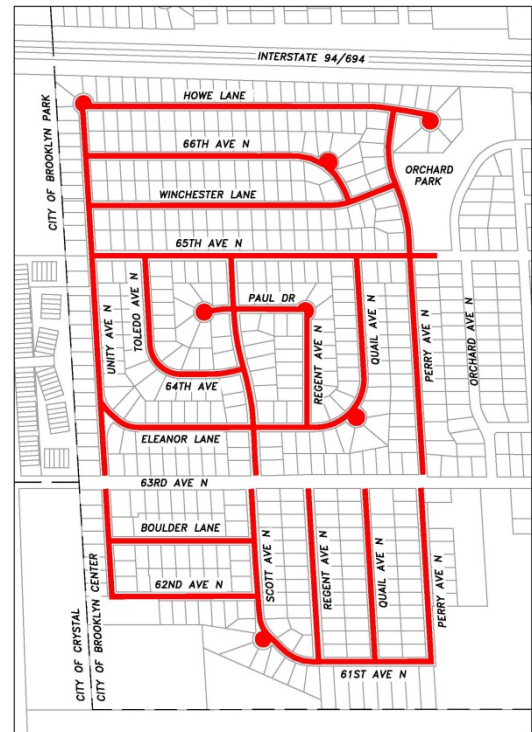 INTERSTATE 94/694
HOWE LANE
CITY OF BROOKLYN PARK
66TH AVE N
ORCHARD
PARK
WINCHESTER LANE
65TH AVE N
UNITY AVE N
TOLEDO AVE N
PAUL DR
REGENT AVE N
QUAIL AVE N
PERRY AVE N
ORCHARD AVE N
64TH AVE
ELEANOR LANE
63RD AVE N
BOULDER LANE
SCOTT AVE N
REGENT AVE N
QUAIL AVE N
PERRY AVE N
62ND AVE N
CITY OF CRYSTAL
CITY OF BROOKLYN CENTER
61ST AVE N